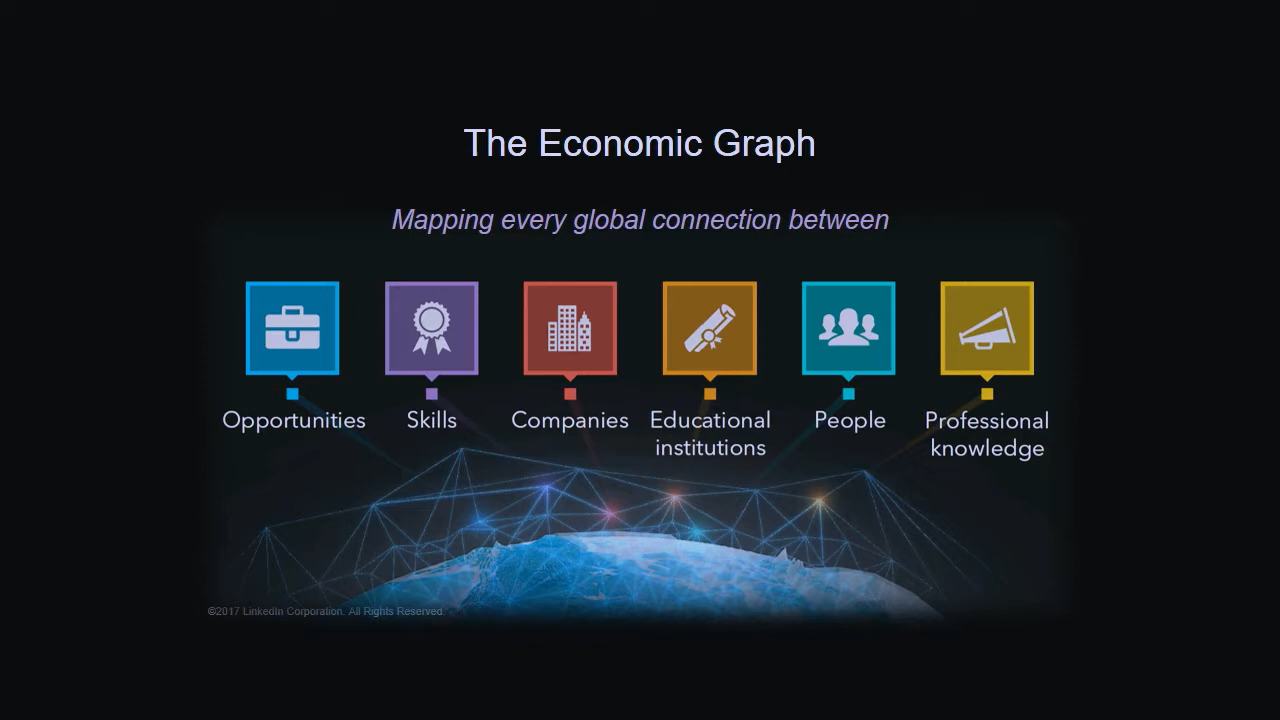 The Economic Graph
Mapping every global connection between
Opportunities
Skills
Companies
Educational
institutions
People
Professional
knowledge
©2017 LinkedIn Corporation. All Rights Reserved.